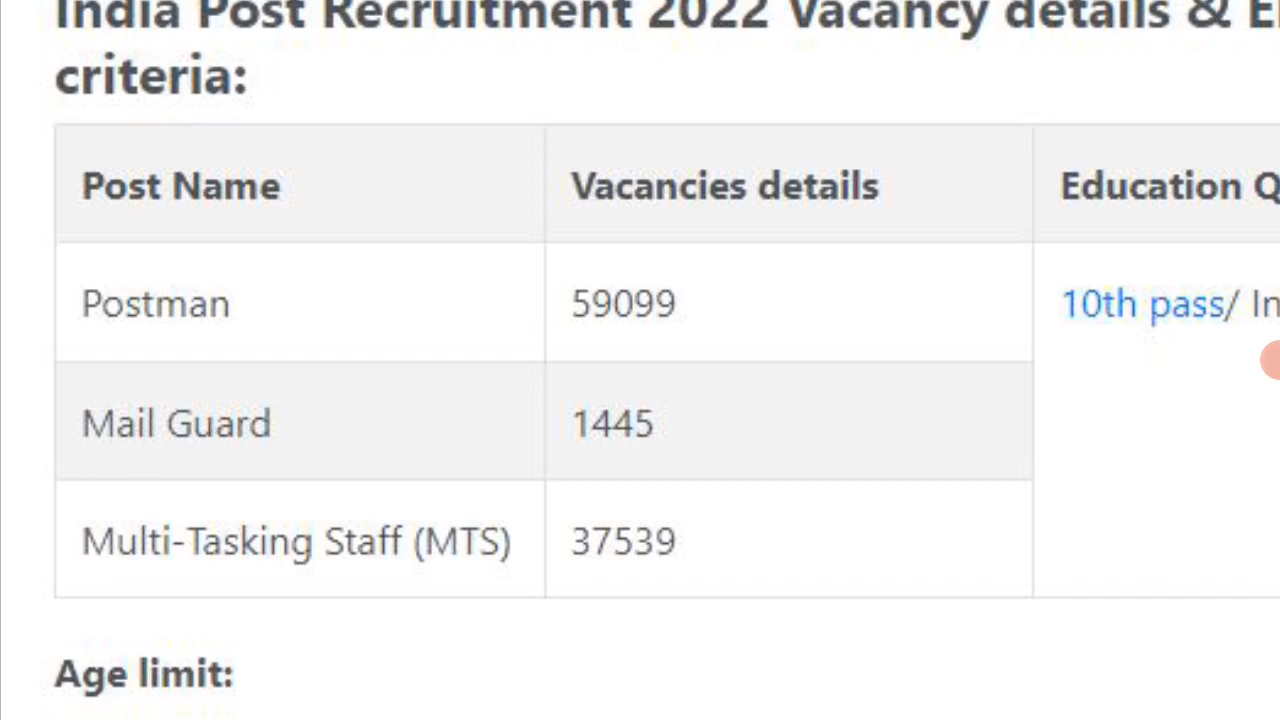 India Post Recruitment 2022 Vacancy details &
criteria:
Post Name Vacancies details Education
Postman 59099 10th pass/
Mail Guard 1445
Multi-Tasking Staff (MTS) 37539
Age limit: